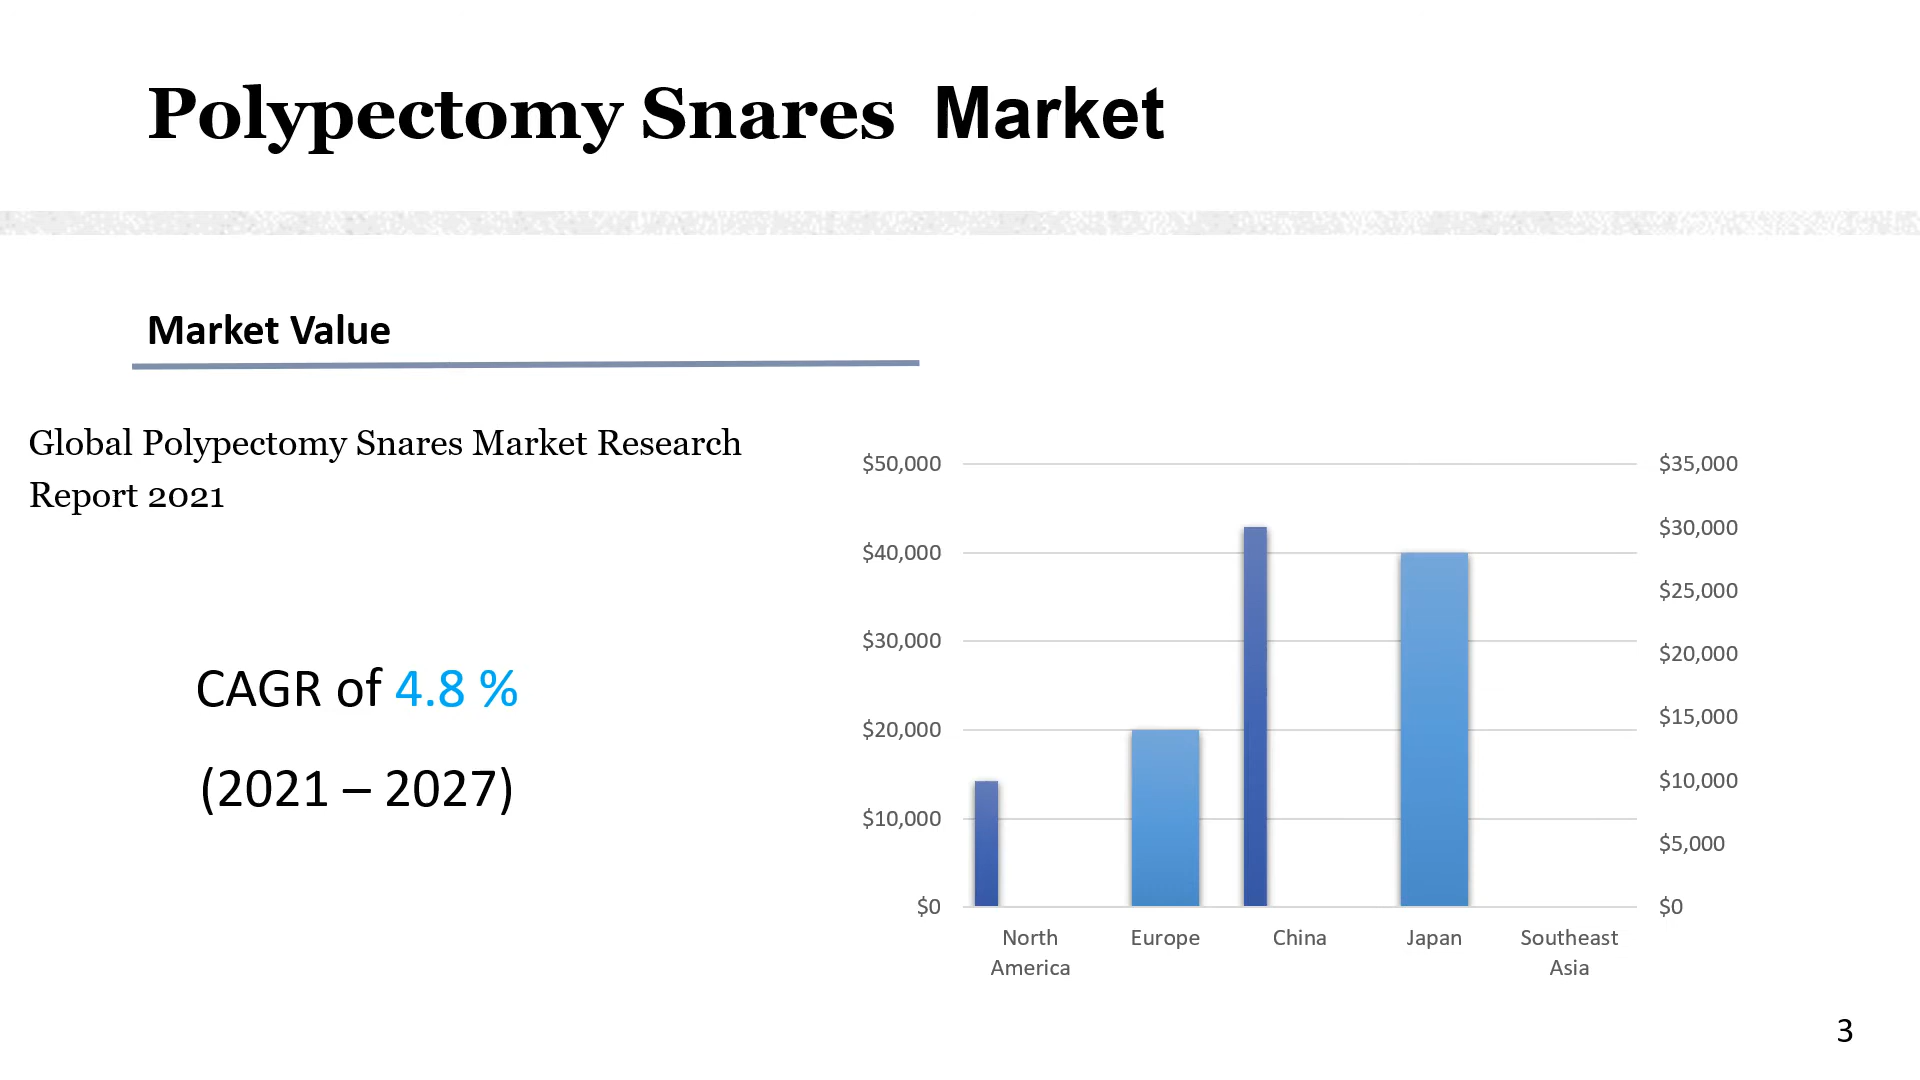 Polypectomy Snares  Market
Market Value
Global Polypectomy Snares Market Research
Report 2021
CAGR of 4.8 %
(2021 – 2027)
$50,000
$40,000
$30,000
$20,000
$10,000
$0
$35,000
$30,000
$25,000
$20,000
$15,000
$10,000
$5,000
$0
North
America
Europe
China
Japan
Southeast
Asia
3